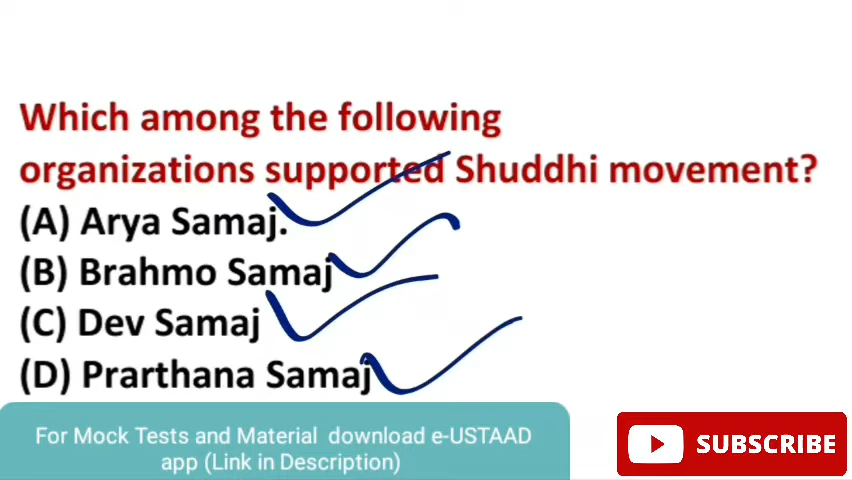 Which among the following
organizations supported Shuddhi movement?
(A) Arya Samaj.
(B) Brahmo Samaj
(C) Dev Samaj
(D) Prarthana Samaj
For Mock Tests and Material download e-USTAAD
app (Link in Description)
SUBSCRIBE